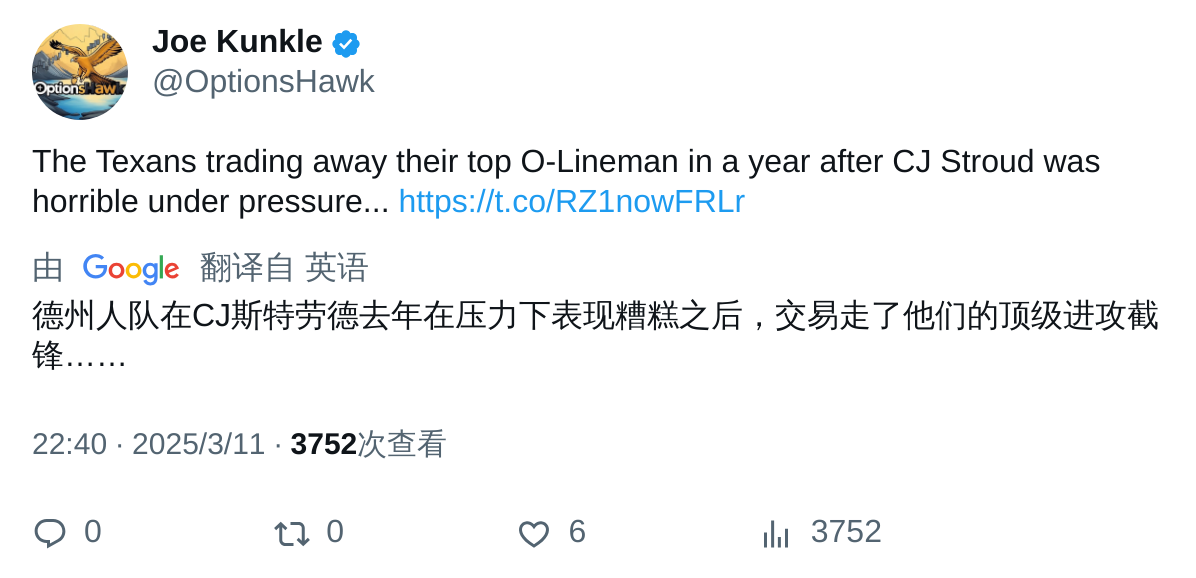 Joe Kunkle
@OptionsHawk
OptionsHawk
The Texans trading away their top O-Lineman in a year after CJ Stroud was
horrible under pressure... https://t.co/RZ1nowFRLr
由 Google 翻译自 英语
德州人队在CJ斯特劳德去年在压力下表现糟糕之后，交易走了他们的顶级进攻截
锋……
22:40 · 2025/3/11 · 3752次查看
0 0 6 3752